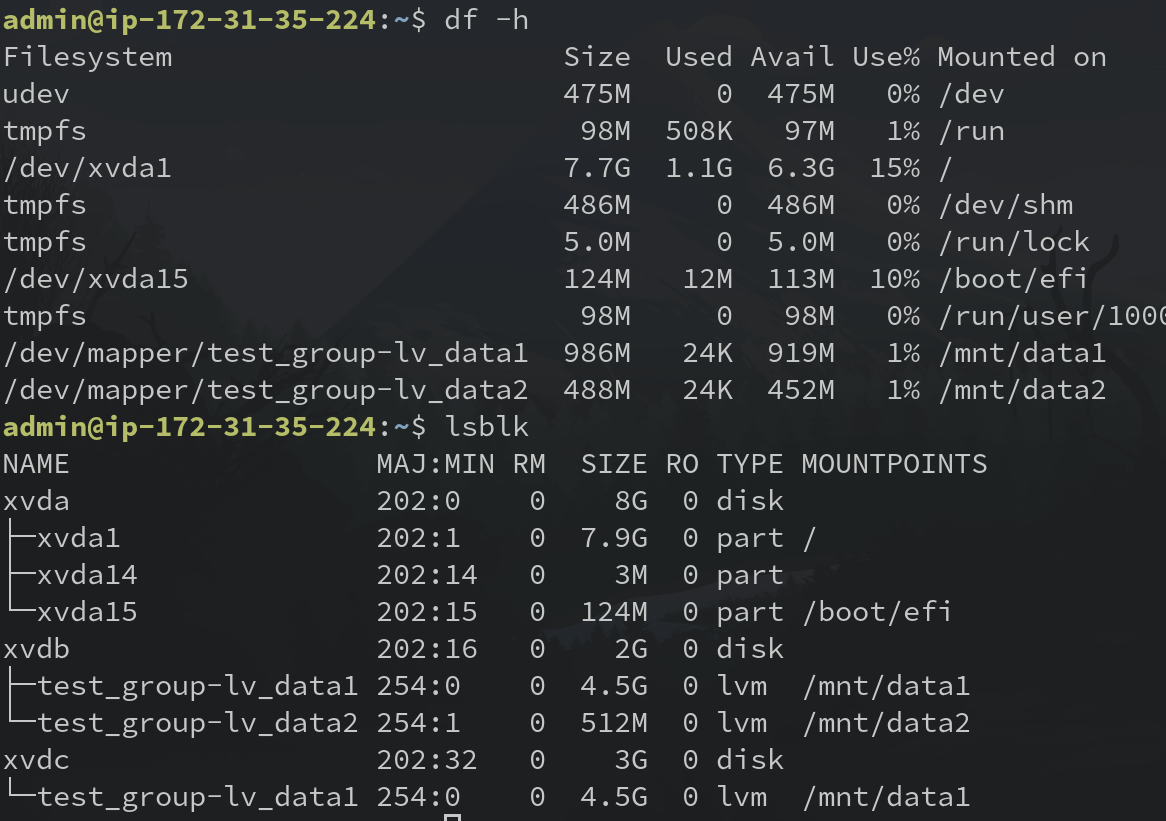 admin@ip-172-31-35-224:~$ df -h
Filesystem                        Size  Used Avail Use% Mounted on
udev                              475M     0  475M   0% /dev
tmpfs                              98M  508K   97M   1% /run
/dev/xvda1                        7.7G  1.1G  6.3G  15% /
tmpfs                             486M     0  486M   0% /dev/shm
tmpfs                             5.0M     0  5.0M   0% /run/lock
/dev/xvda15                       124M   12M  113M  10% /boot/efi
tmpfs                              98M     0   98M   0% /run/user/1000
/dev/mapper/test_group-lv_data1  986M   24K  919M   1% /mnt/data1
/dev/mapper/test_group-lv_data2  488M   24K  452M   1% /mnt/data2
admin@ip-172-31-35-224:~$ lsblk
NAME                  MAJ:MIN RM  SIZE RO TYPE MOUNTPOINTS
xvda                  202:0    0    8G  0 disk
├─xvda1               202:1    0  7.9G  0 part /
├─xvda14              202:14   0    3M  0 part
└─xvda15              202:15   0  124M  0 part /boot/efi
xvdb                  202:16   0    2G  0 disk
├─test_group-lv_data1 254:0    0  4.5G  0 lvm  /mnt/data1
└─test_group-lv_data2 254:1    0  512M  0 lvm  /mnt/data2
xvdc                  202:32   0    3G  0 disk
└─test_group-lv_data1 254:0    0  4.5G  0 lvm  /mnt/data1